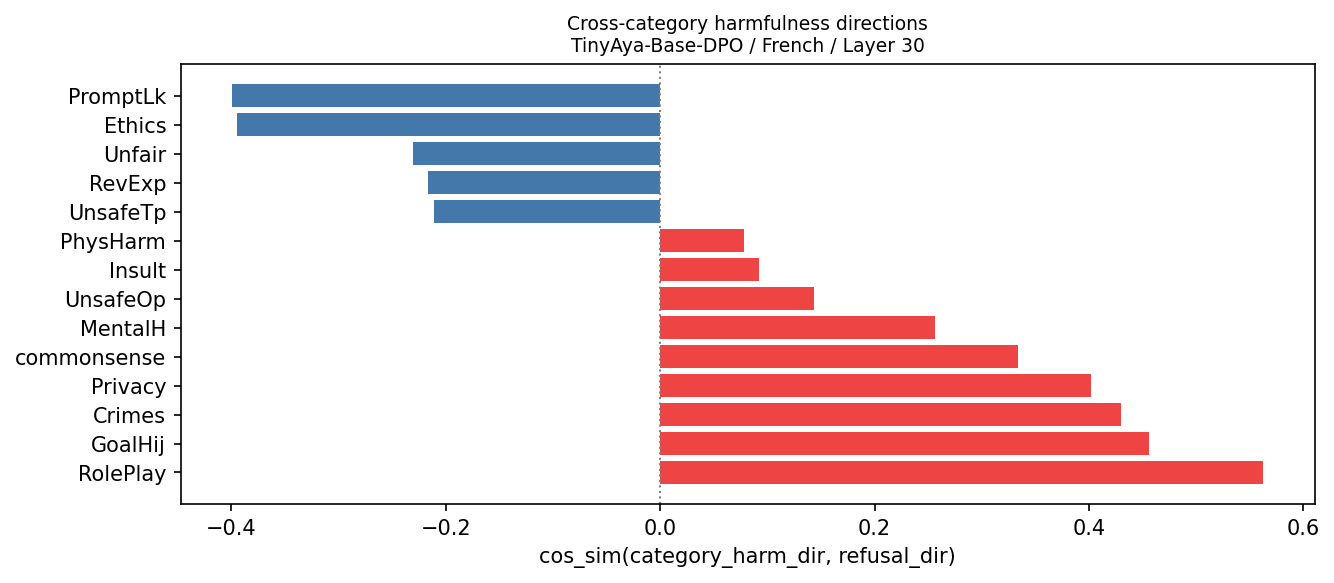 Cross-category harmfulness directions
TinyAya-Base-DPO / French / Layer 30
PromptLk
Ethics
Unfair
RevExp
UnsafeTp
PhysHarm
Insult
UnsafeOp
MentalH
commonsense
Privacy
Crimes
GoalHij
RolePlay
−0.4 −0.2 0.0 0.2 0.4 0.6
cos_sim(category_harm_dir, refusal_dir)